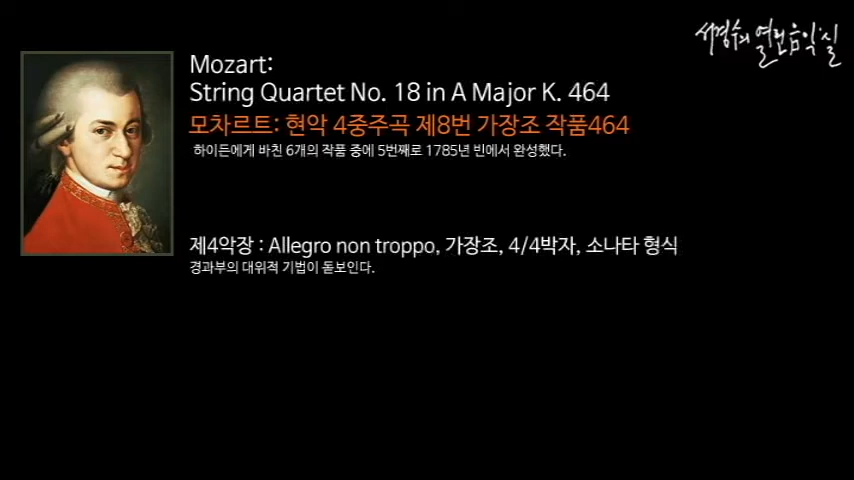 서경수의 열린음악실
Mozart:
String Quartet No. 18 in A Major K. 464
모차르트: 현악 4중주곡 제8번 가장조 작품464
하이든에게 바친 6개의 작품 중에 5번째로 1785년 빈에서 완성했다.
제4악장 : Allegro non troppo, 가장조, 4/4박자, 소나타 형식
경과부의 대위적 기법이 돋보인다.